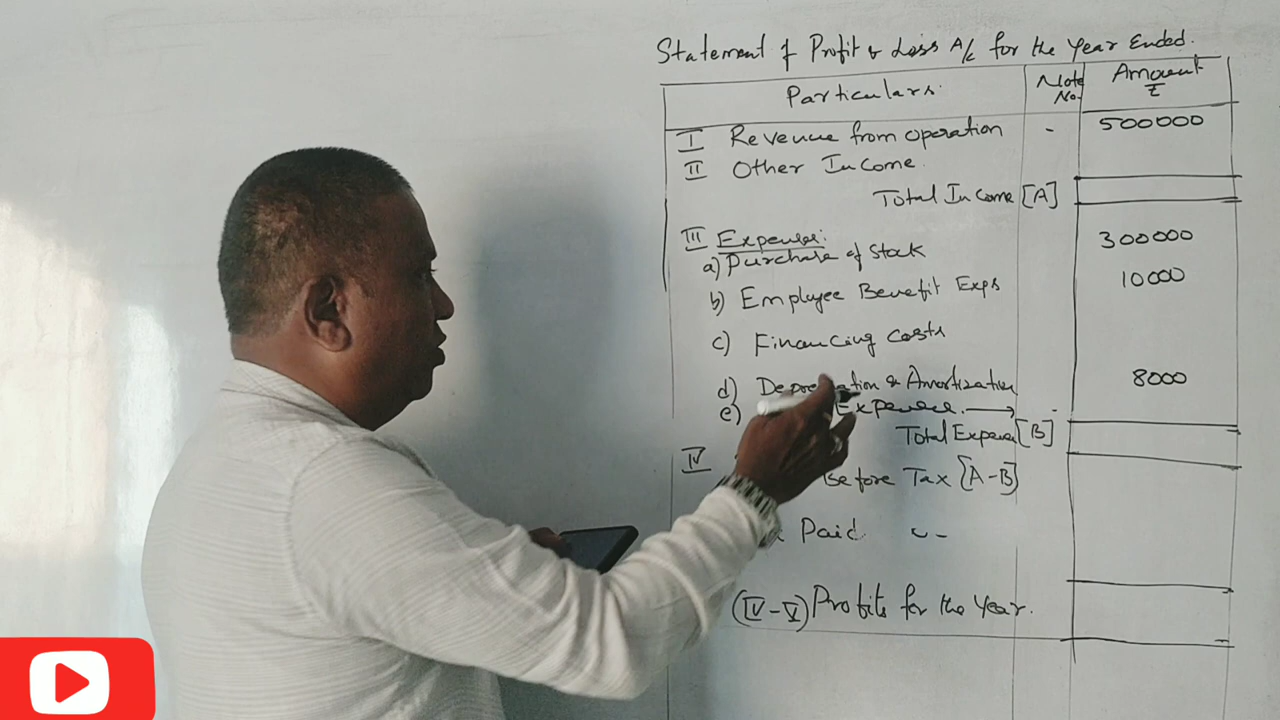 Statement of Profit & Loss A/c for the Year Ended.
Particulars. Note No. Amount ₹
I Revenue from operation - 500000
II Other Income.
Total Income [A]
III Expenses: 300000
a) Purchase of Stock
b) Employee Benefit Exps 10000
c) Financing Costs
d) Depreciation & Amortization 8000
e) Expenses. →
Total Expenses [B]
IV Before Tax [A-B]
Paid
(IV-V) Profits for the Year.